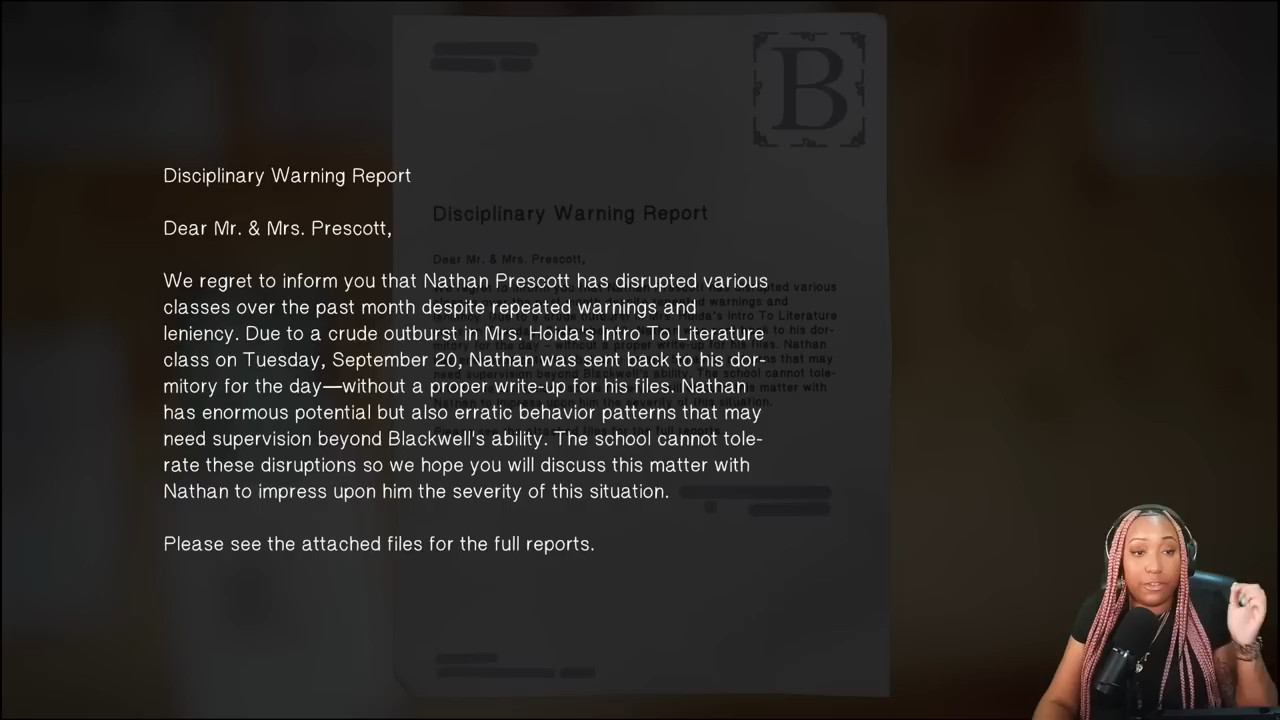 B
Disciplinary Warning Report
Dear Mr. & Mrs. Prescott,
We regret to inform you that Nathan Prescott has disrupted various
classes over the past month despite repeated warnings and
leniency. Due to a crude outburst in Mrs. Hoida's Intro To Literature
class on Tuesday, September 20, Nathan was sent back to his dor-
mitory for the day—without a proper write-up for his files. Nathan
has enormous potential but also erratic behavior patterns that may
need supervision beyond Blackwell's ability. The school cannot tole-
rate these disruptions so we hope you will discuss this matter with
Nathan to impress upon him the severity of this situation.
Please see the attached files for the full reports.
Disciplinary Warning Report
Dear Mr. & Mrs. Prescott,